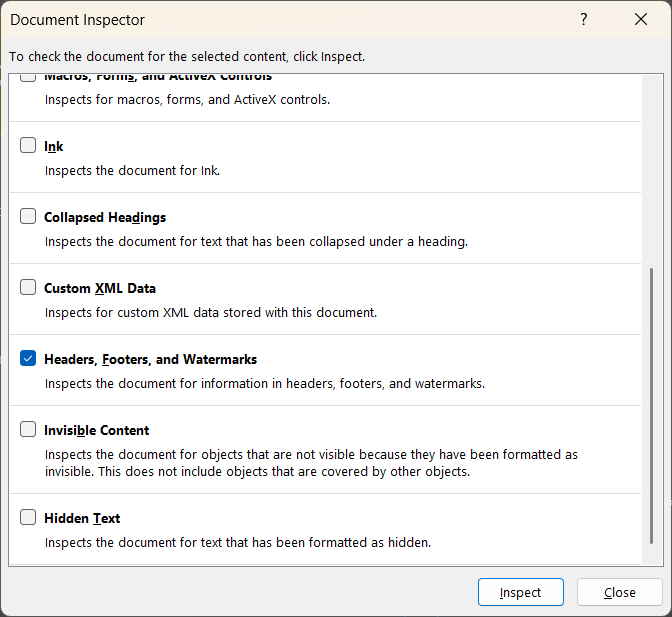 Document Inspector
?
To check the document for the selected content, click Inspect.
Macros, Forms, and ActiveX Controls
Inspects for macros, forms, and ActiveX controls.
Ink
Inspects the document for Ink.
Collapsed Headings
Inspects the document for text that has been collapsed under a heading.
Custom XML Data
Inspects for custom XML data stored with this document.
Headers, Footers, and Watermarks
Inspects the document for information in headers, footers, and watermarks.
Invisible Content
Inspects the document for objects that are not visible because they have been formatted as
invisible. This does not include objects that are covered by other objects.
Hidden Text
Inspects the document for text that has been formatted as hidden.
Inspect Close